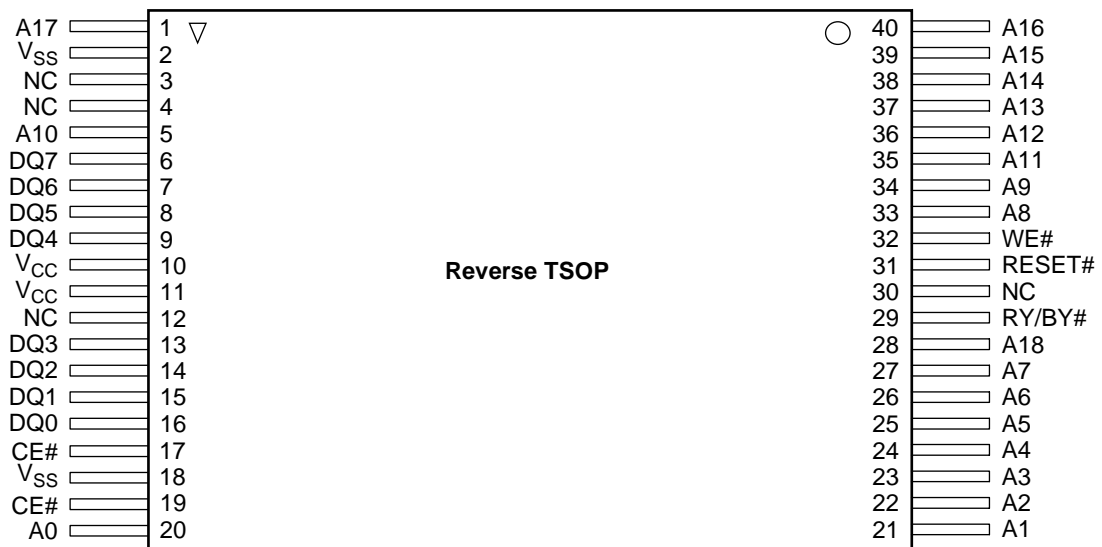 A17 1 40 A16
VSS 2 39 A15
NC 3 38 A14
NC 4 37 A13
A10 5 36 A12
DQ7 6 35 A11
DQ6 7 34 A9
DQ5 8 33 A8
DQ4 9 32 WE#
VCC 10 31 RESET#
Reverse TSOP
VCC 11 30 NC
NC 12 29 RY/BY#
DQ3 13 28 A18
DQ2 14 27 A7
DQ1 15 26 A6
DQ0 16 25 A5
CE# 17 24 A4
VSS 18 23 A3
CE# 19 22 A2
A0 20 21 A1